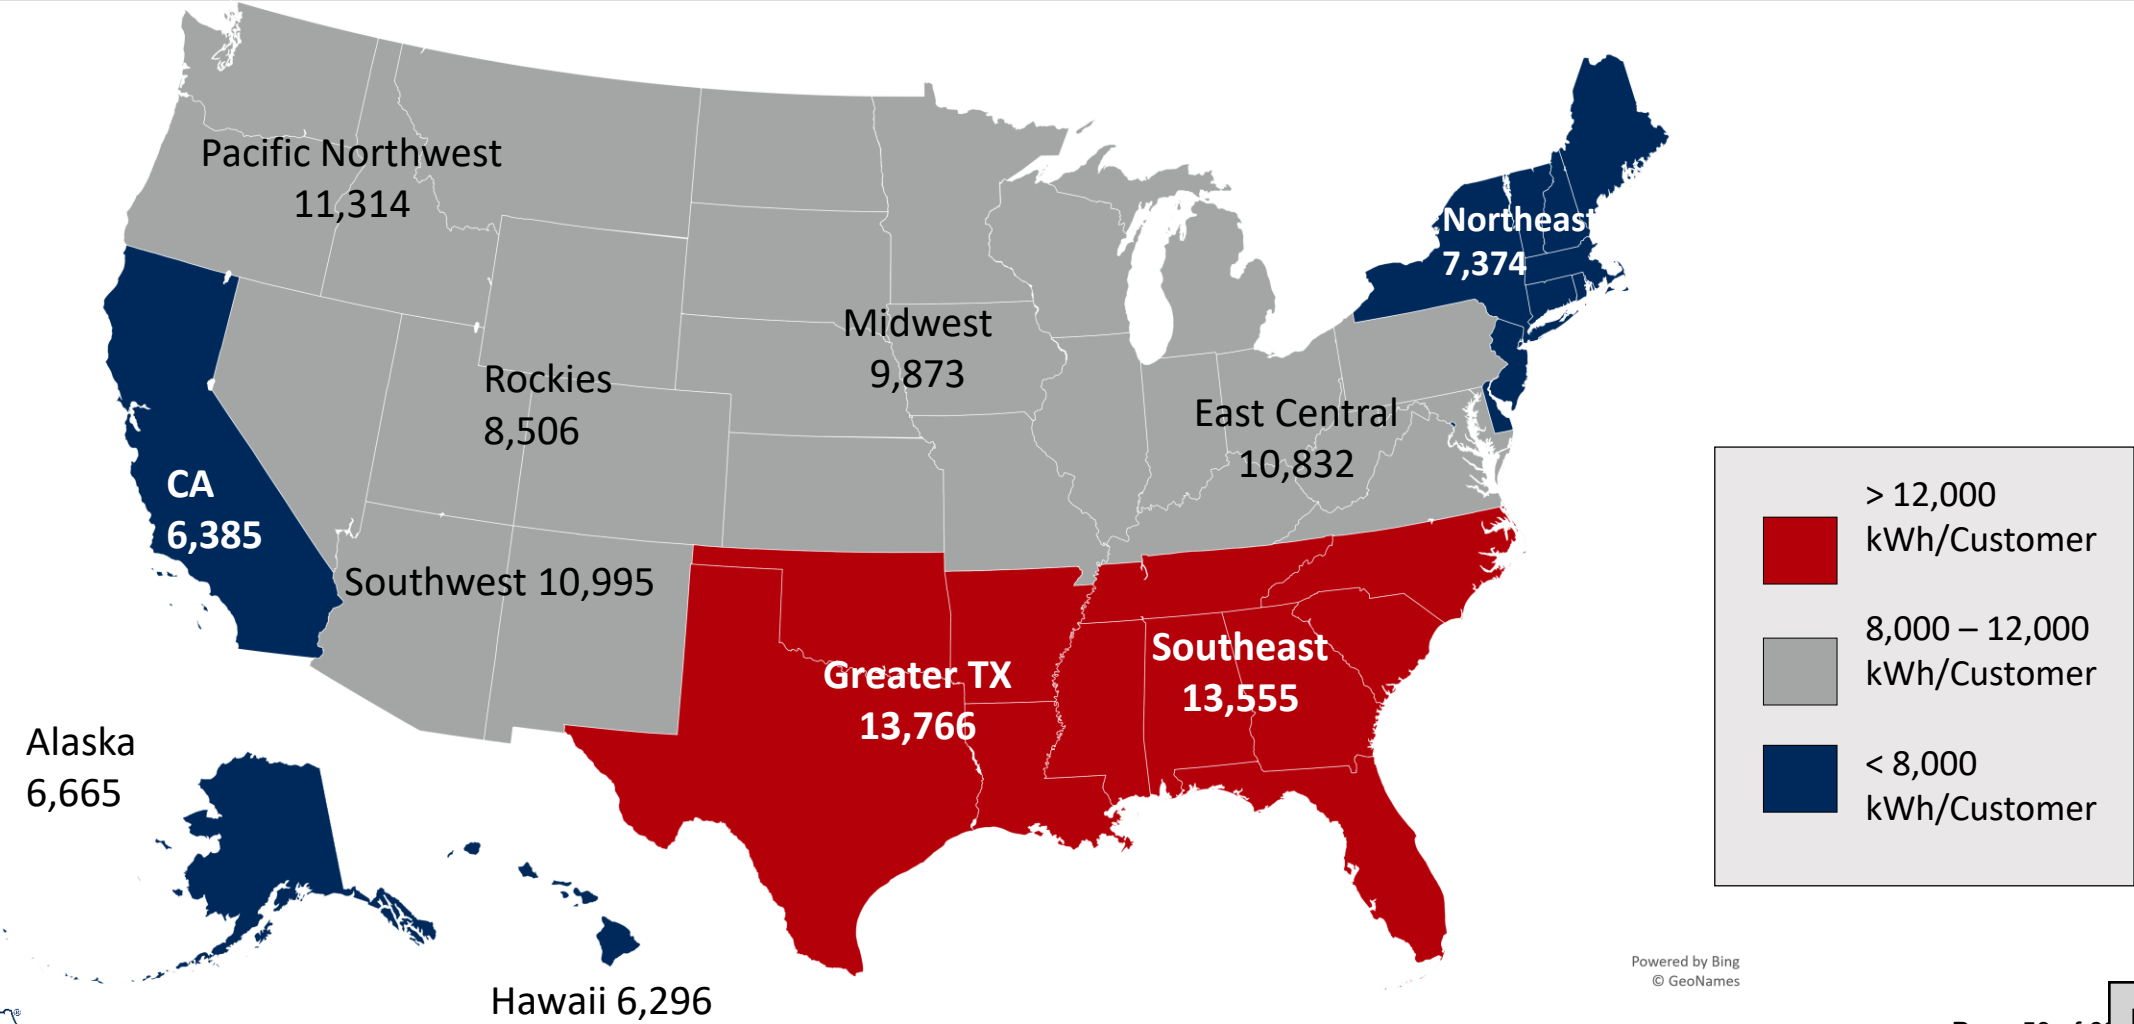 Pacific Northwest
11,314
Northeast
7,374
Midwest
9,873
Rockies
8,506
East Central
10,832
CA
6,385
> 12,000
kWh/Customer
8,000 – 12,000
kWh/Customer
< 8,000
kWh/Customer
Southwest 10,995
Southeast
13,555
Greater TX
13,766
Alaska
6,665
Hawaii 6,296
Powered by Bing
© GeoNames